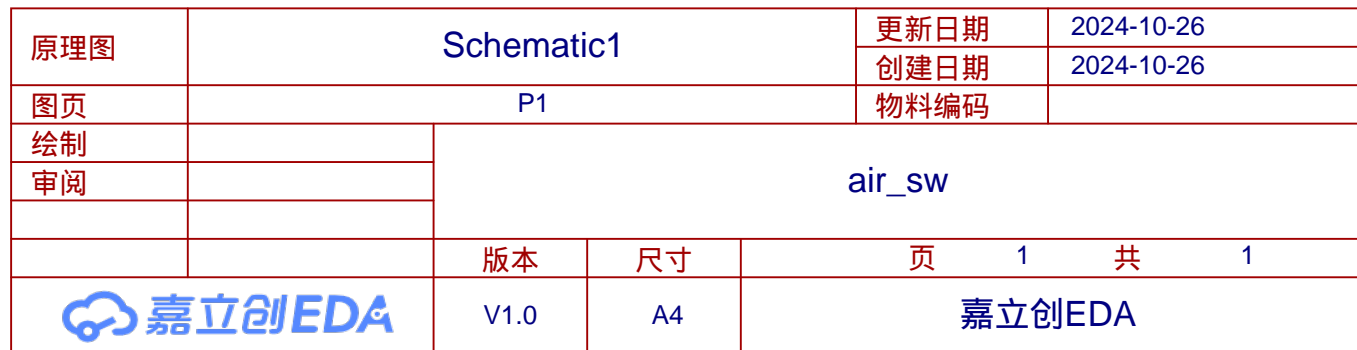 原理图 Schematic1 更新日期 2024-10-26
创建日期 2024-10-26
图页 P1 物料编码
绘制
审阅 air_sw
版本 尺寸 页 1 共 1
嘉立创EDA V1.0 A4 嘉立创EDA